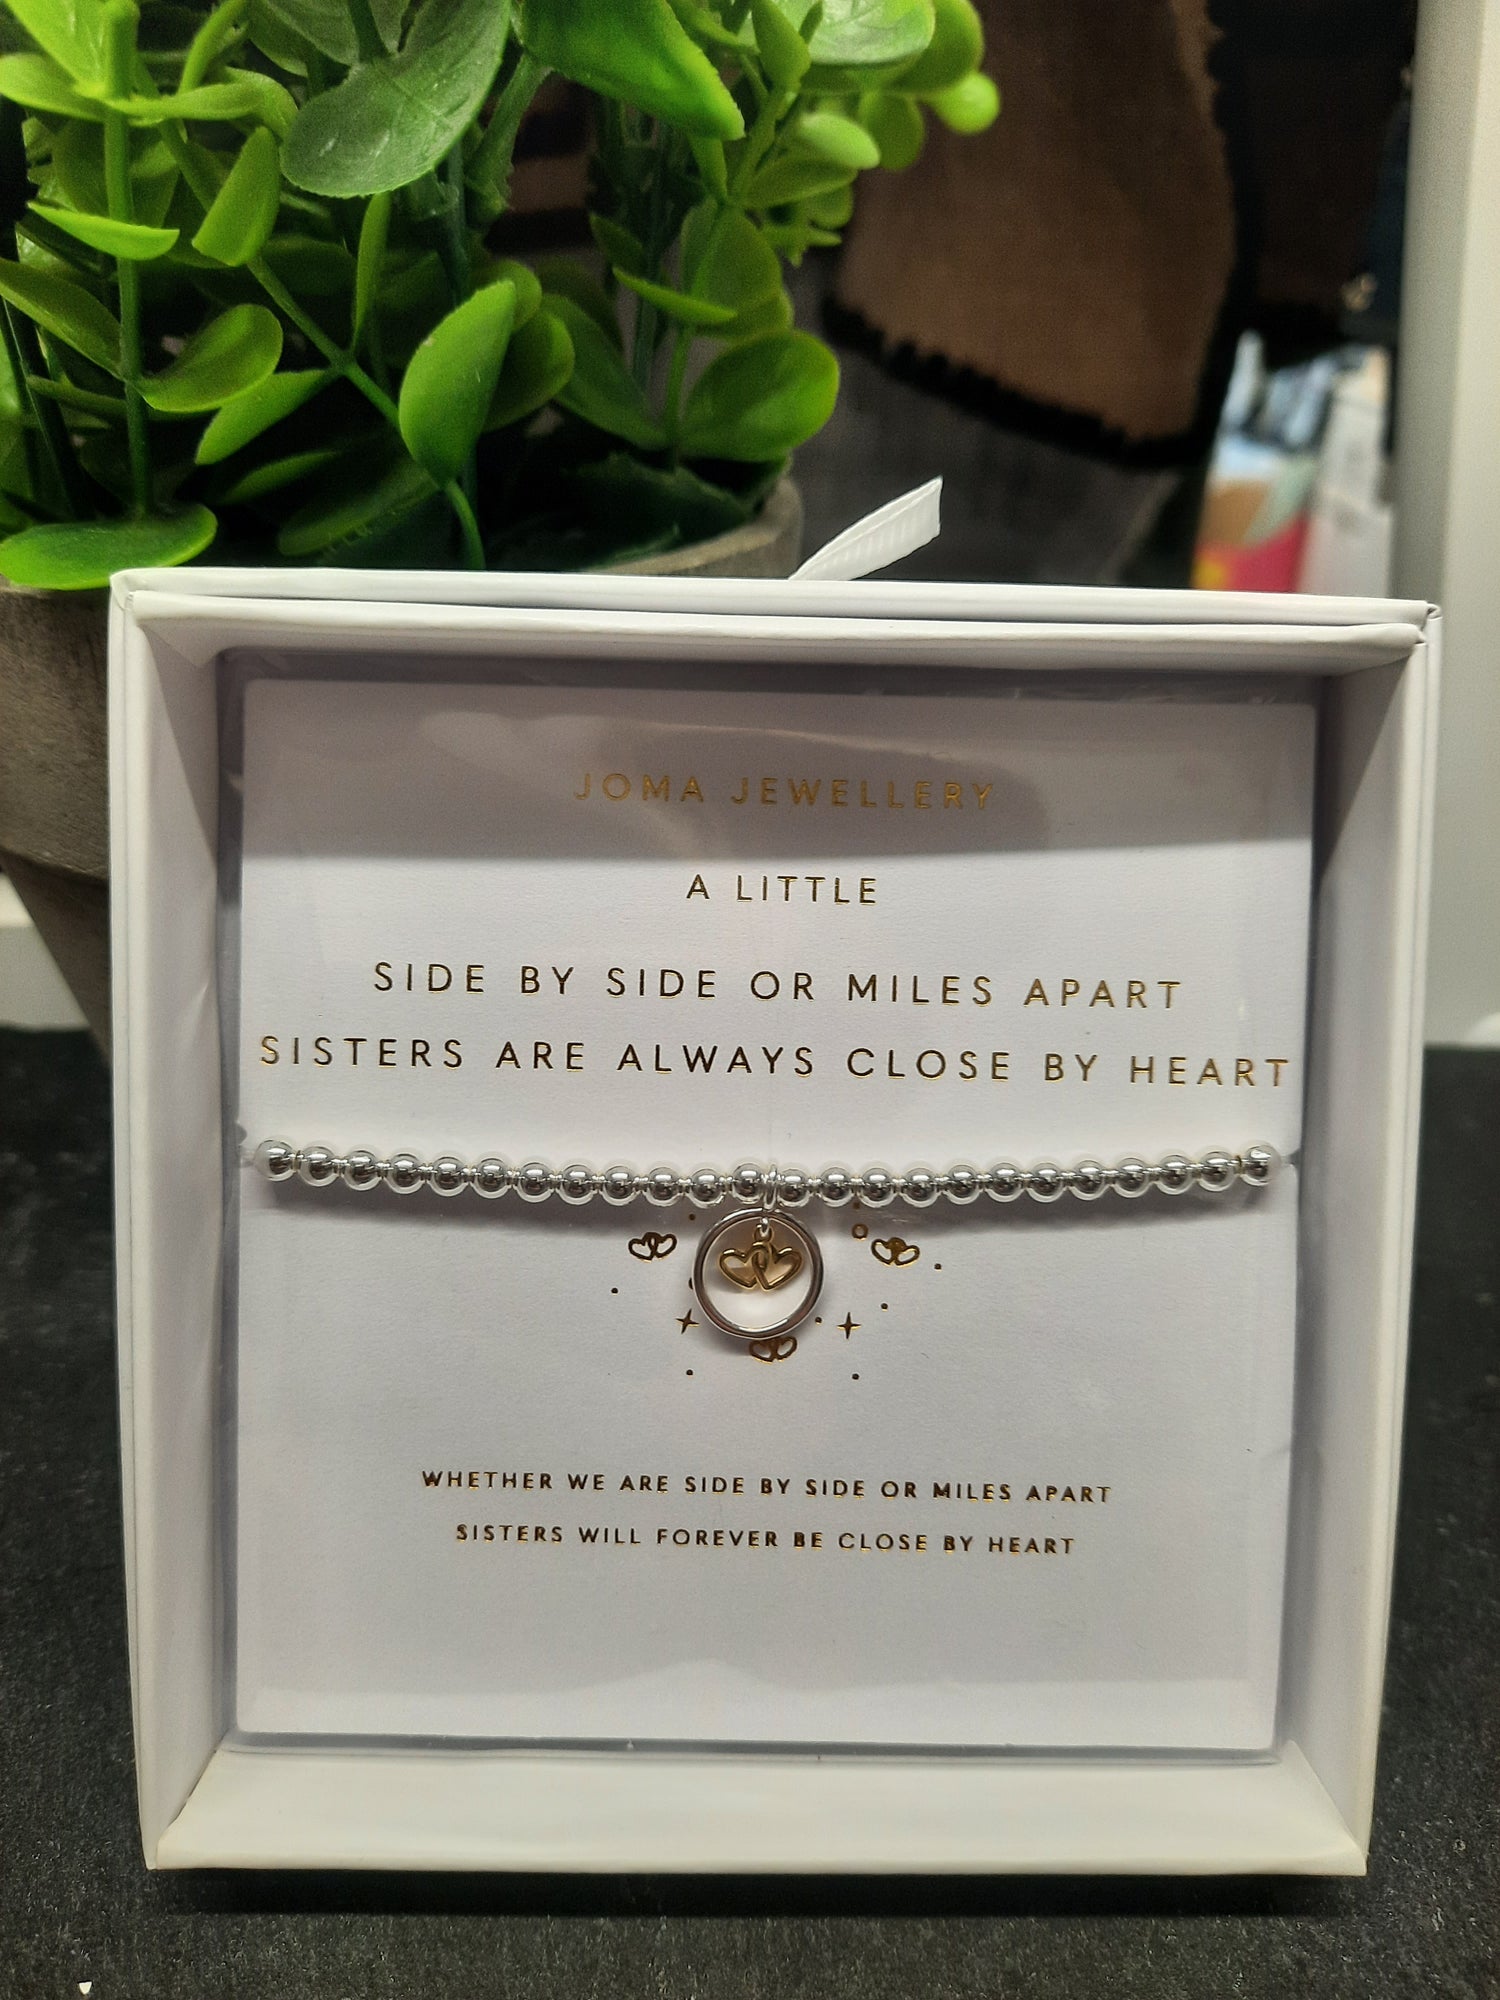 JOMA JEWELLERY
A LITTLE
SIDE BY SIDE OR MILES APART
SISTERS ARE ALWAYS CLOSE BY HEART
WHETHER WE ARE SIDE BY SIDE OR MILES APART
SISTERS WILL FOREVER BE CLOSE BY HEART